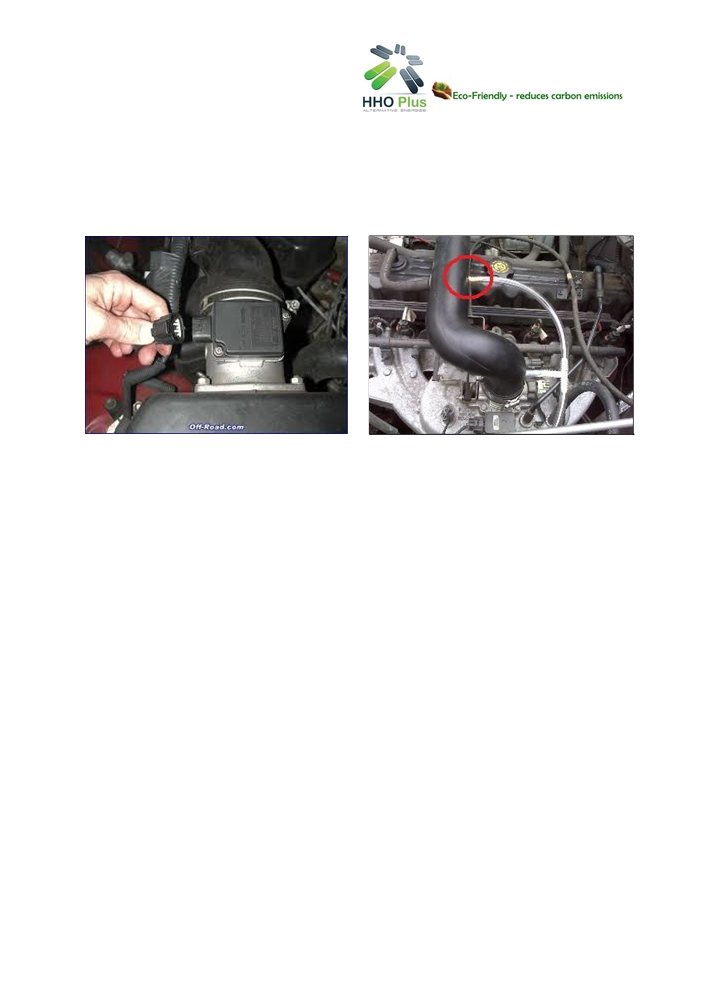 HHO Plus
ALTERNATIVE ENERGIES
Eco-Friendly - reduces carbon emissions
Off-Road.com